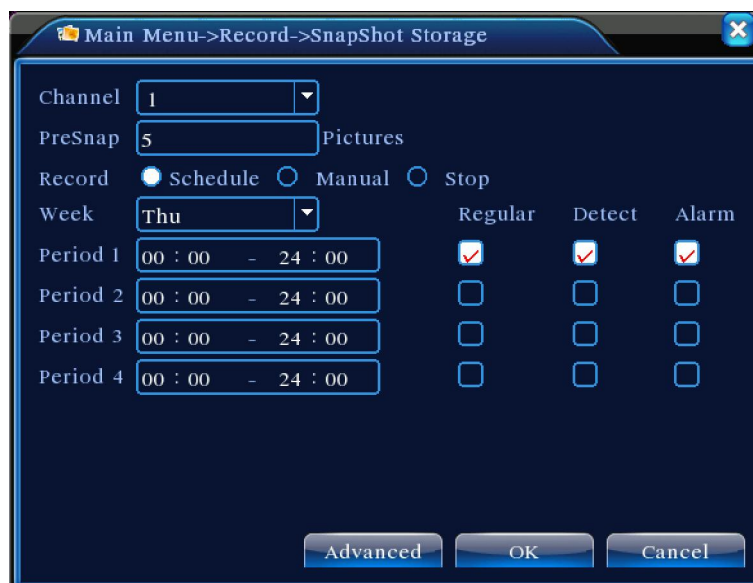 Main Menu->Record->SnapShot Storage
Channel 1
PreSnap 5 Pictures
Record Schedule Manual Stop
Week Thu Regular Detect Alarm
Period 1 00 : 00 - 24 : 00
Period 2 00 : 00 - 24 : 00
Period 3 00 : 00 - 24 : 00
Period 4 00 : 00 - 24 : 00
Advanced OK Cancel